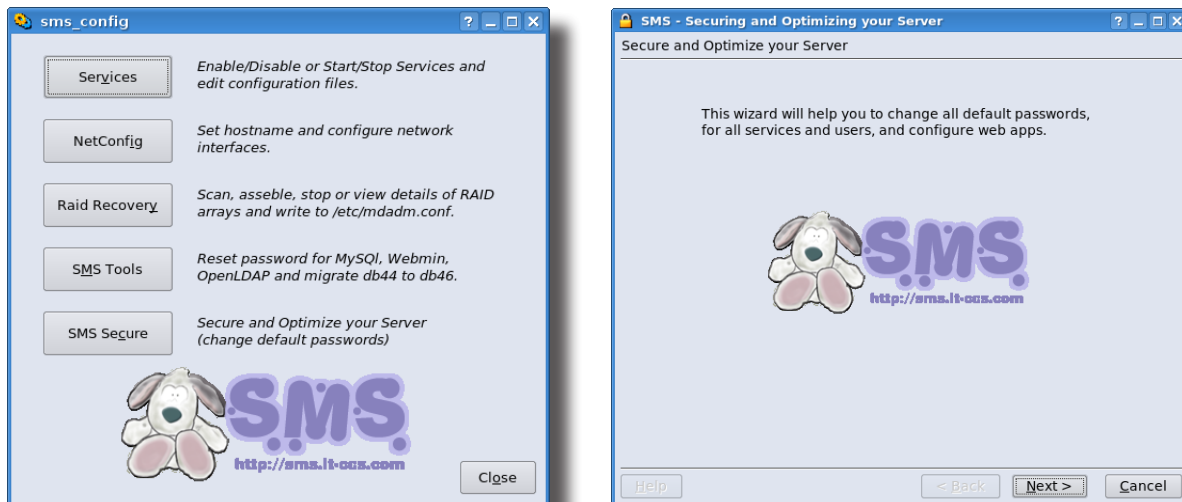 sms_config
Services
Enable/Disable or Start/Stop Services and
edit configuration files.
NetConfig
Set hostname and configure network
interfaces.
Raid Recovery
Scan, asseble, stop or view details of RAID
arrays and write to /etc/mdadm.conf.
SMS Tools
Reset password for MySQl, Webmin,
OpenLDAP and migrate db44 to db46.
SMS Secure
Secure and Optimize your Server
(change default passwords)
SMS
http://sms.it-ccs.com
Close
SMS - Securing and Optimizing your Server
Secure and Optimize your Server
This wizard will help you to change all default passwords,
for all services and users, and configure web apps.
SMS
http://sms.it-ccs.com
Help
< Back
Next >
Cancel